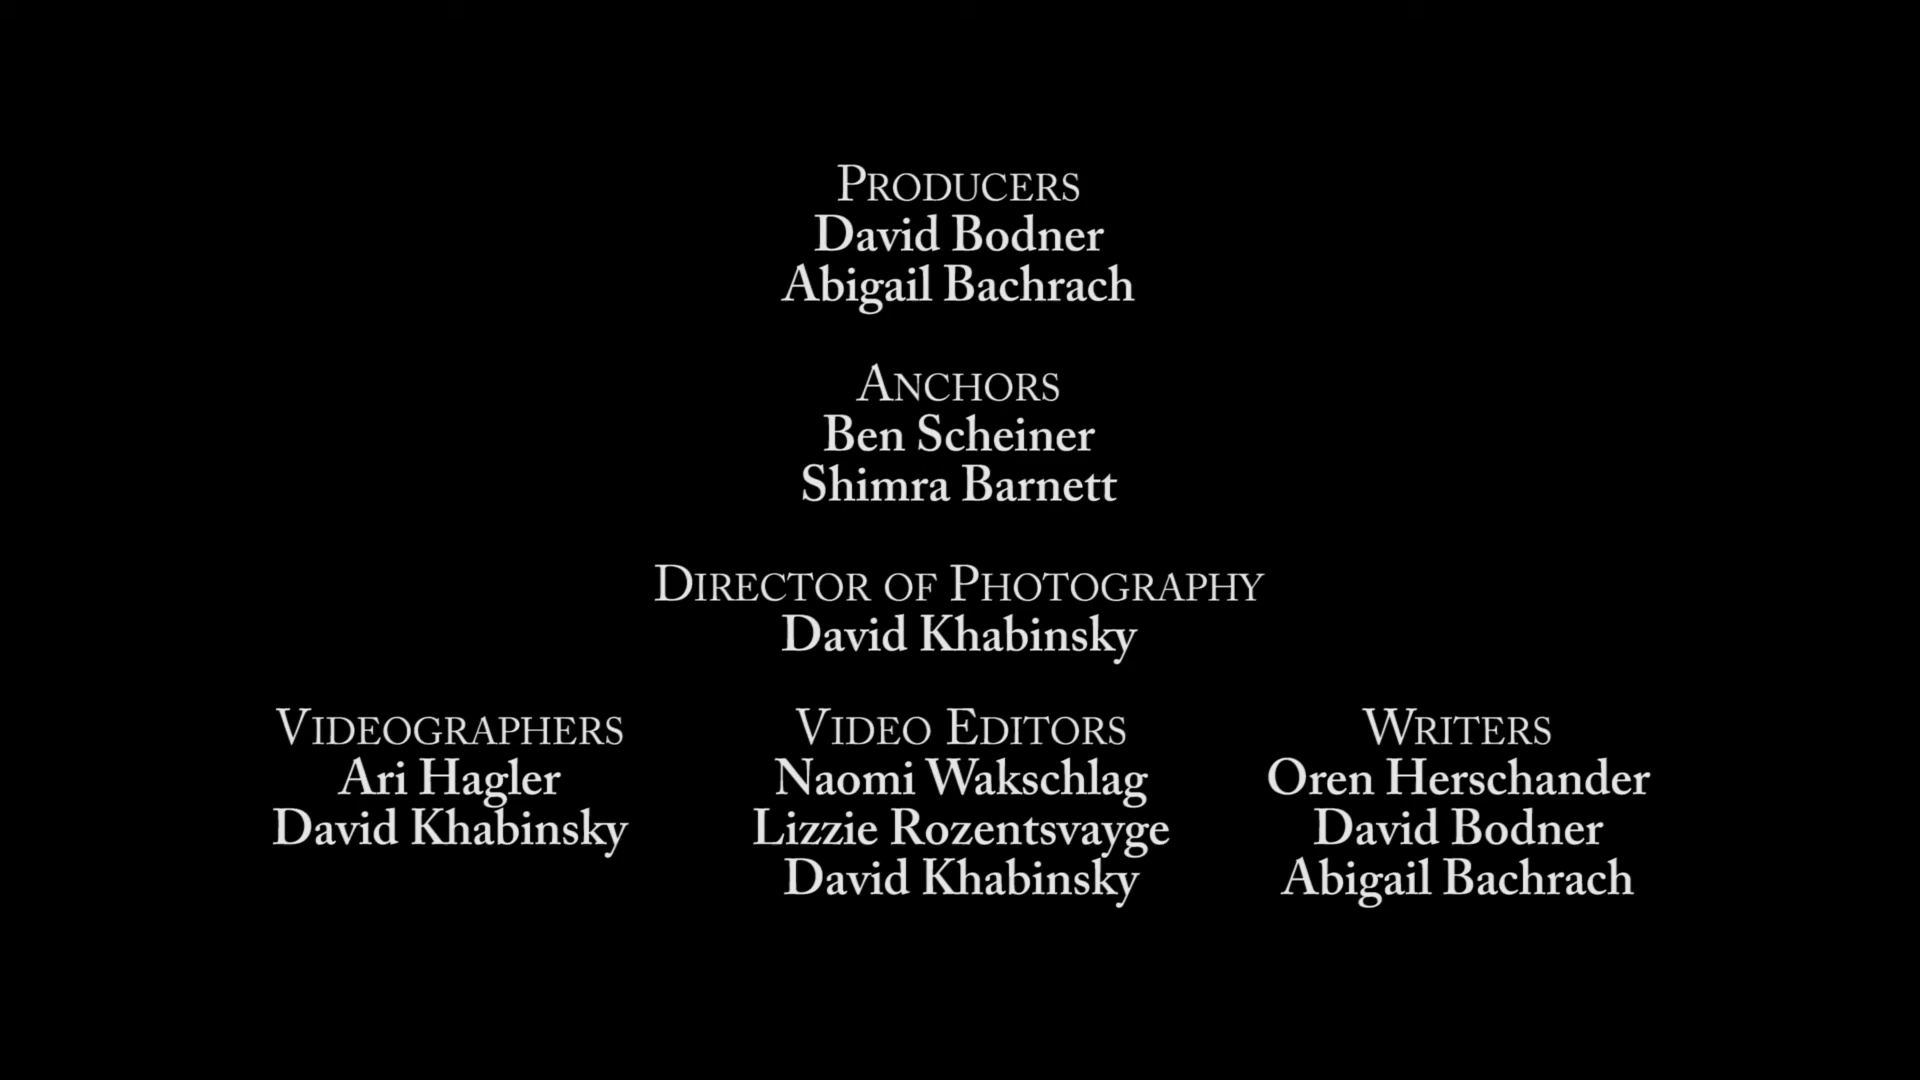 PRODUCERS
David Bodner
Abigail Bachrach
ANCHORS
Ben Scheiner
Shimra Barnett
DIRECTOR OF PHOTOGRAPHY
David Khabinsky
VIDEOGRAPHERS
Ari Hagler
David Khabinsky
VIDEO EDITORS
Naomi Wakschlag
Lizzie Rozentsvayge
David Khabinsky
WRITERS
Oren Herschander
David Bodner
Abigail Bachrach